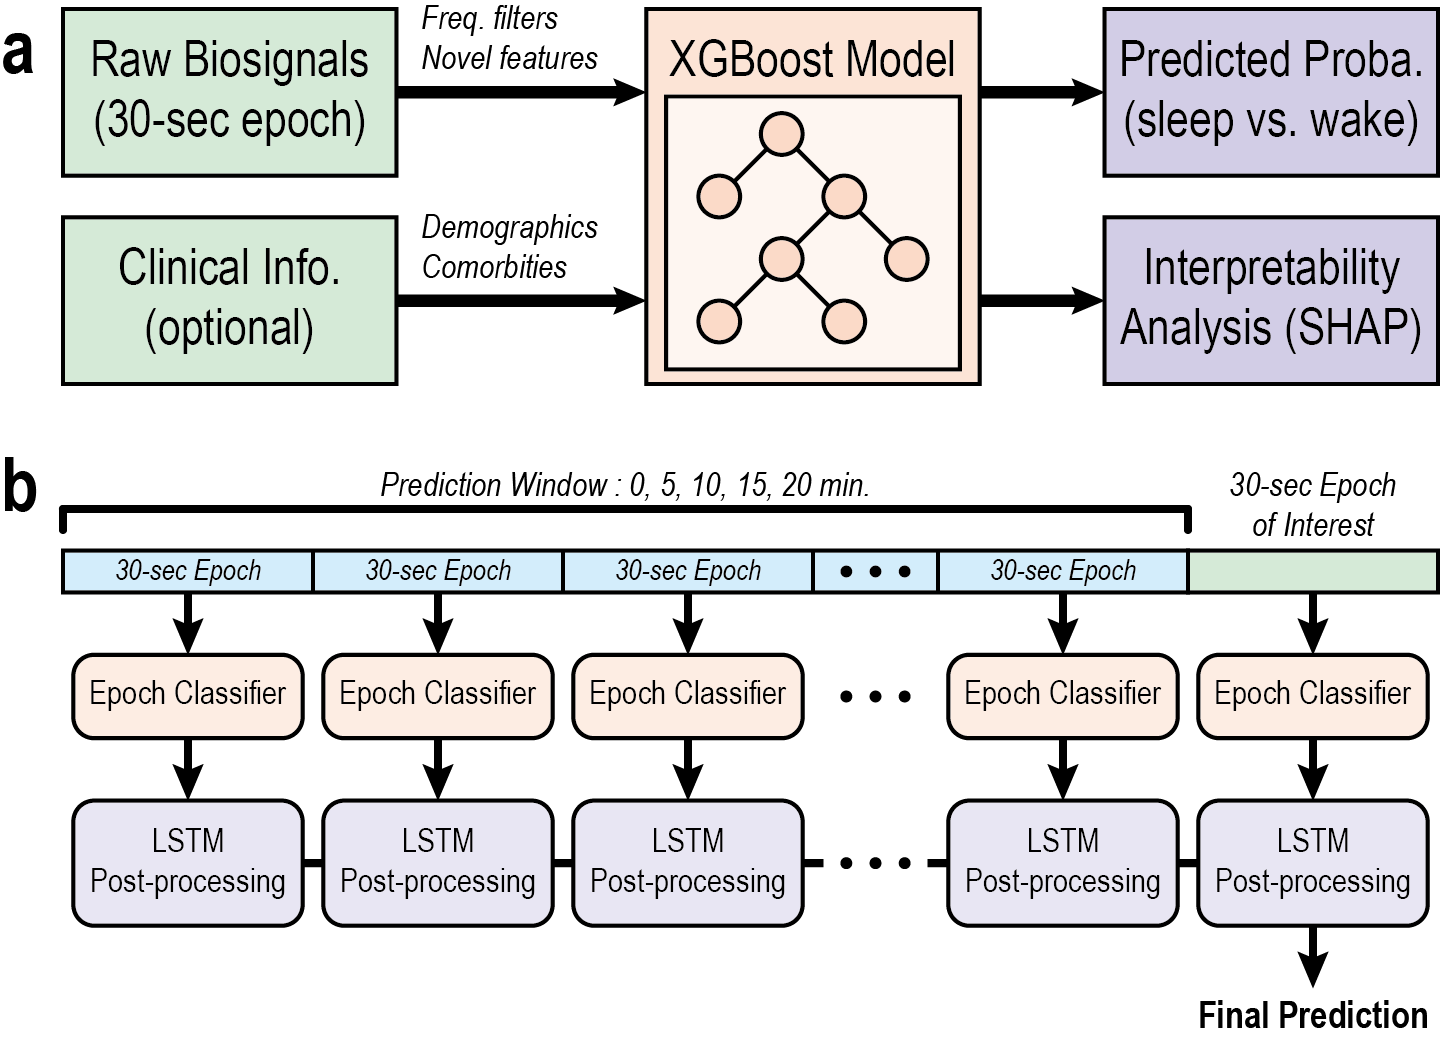 a
Raw Biosignals
(30-sec epoch)
Freq. filters
Novel features
XGBoost Model
Predicted Proba.
(sleep vs. wake)
Clinical Info.
(optional)
Demographics
Comorbities
Interpretability
Analysis (SHAP)
b
Prediction Window : 0, 5, 10, 15, 20 min.
30-sec Epoch
of Interest
30-sec Epoch
30-sec Epoch
30-sec Epoch
30-sec Epoch
Epoch Classifier
Epoch Classifier
Epoch Classifier
Epoch Classifier
Epoch Classifier
LSTM
Post-processing
LSTM
Post-processing
LSTM
Post-processing
LSTM
Post-processing
LSTM
Post-processing
Final Prediction